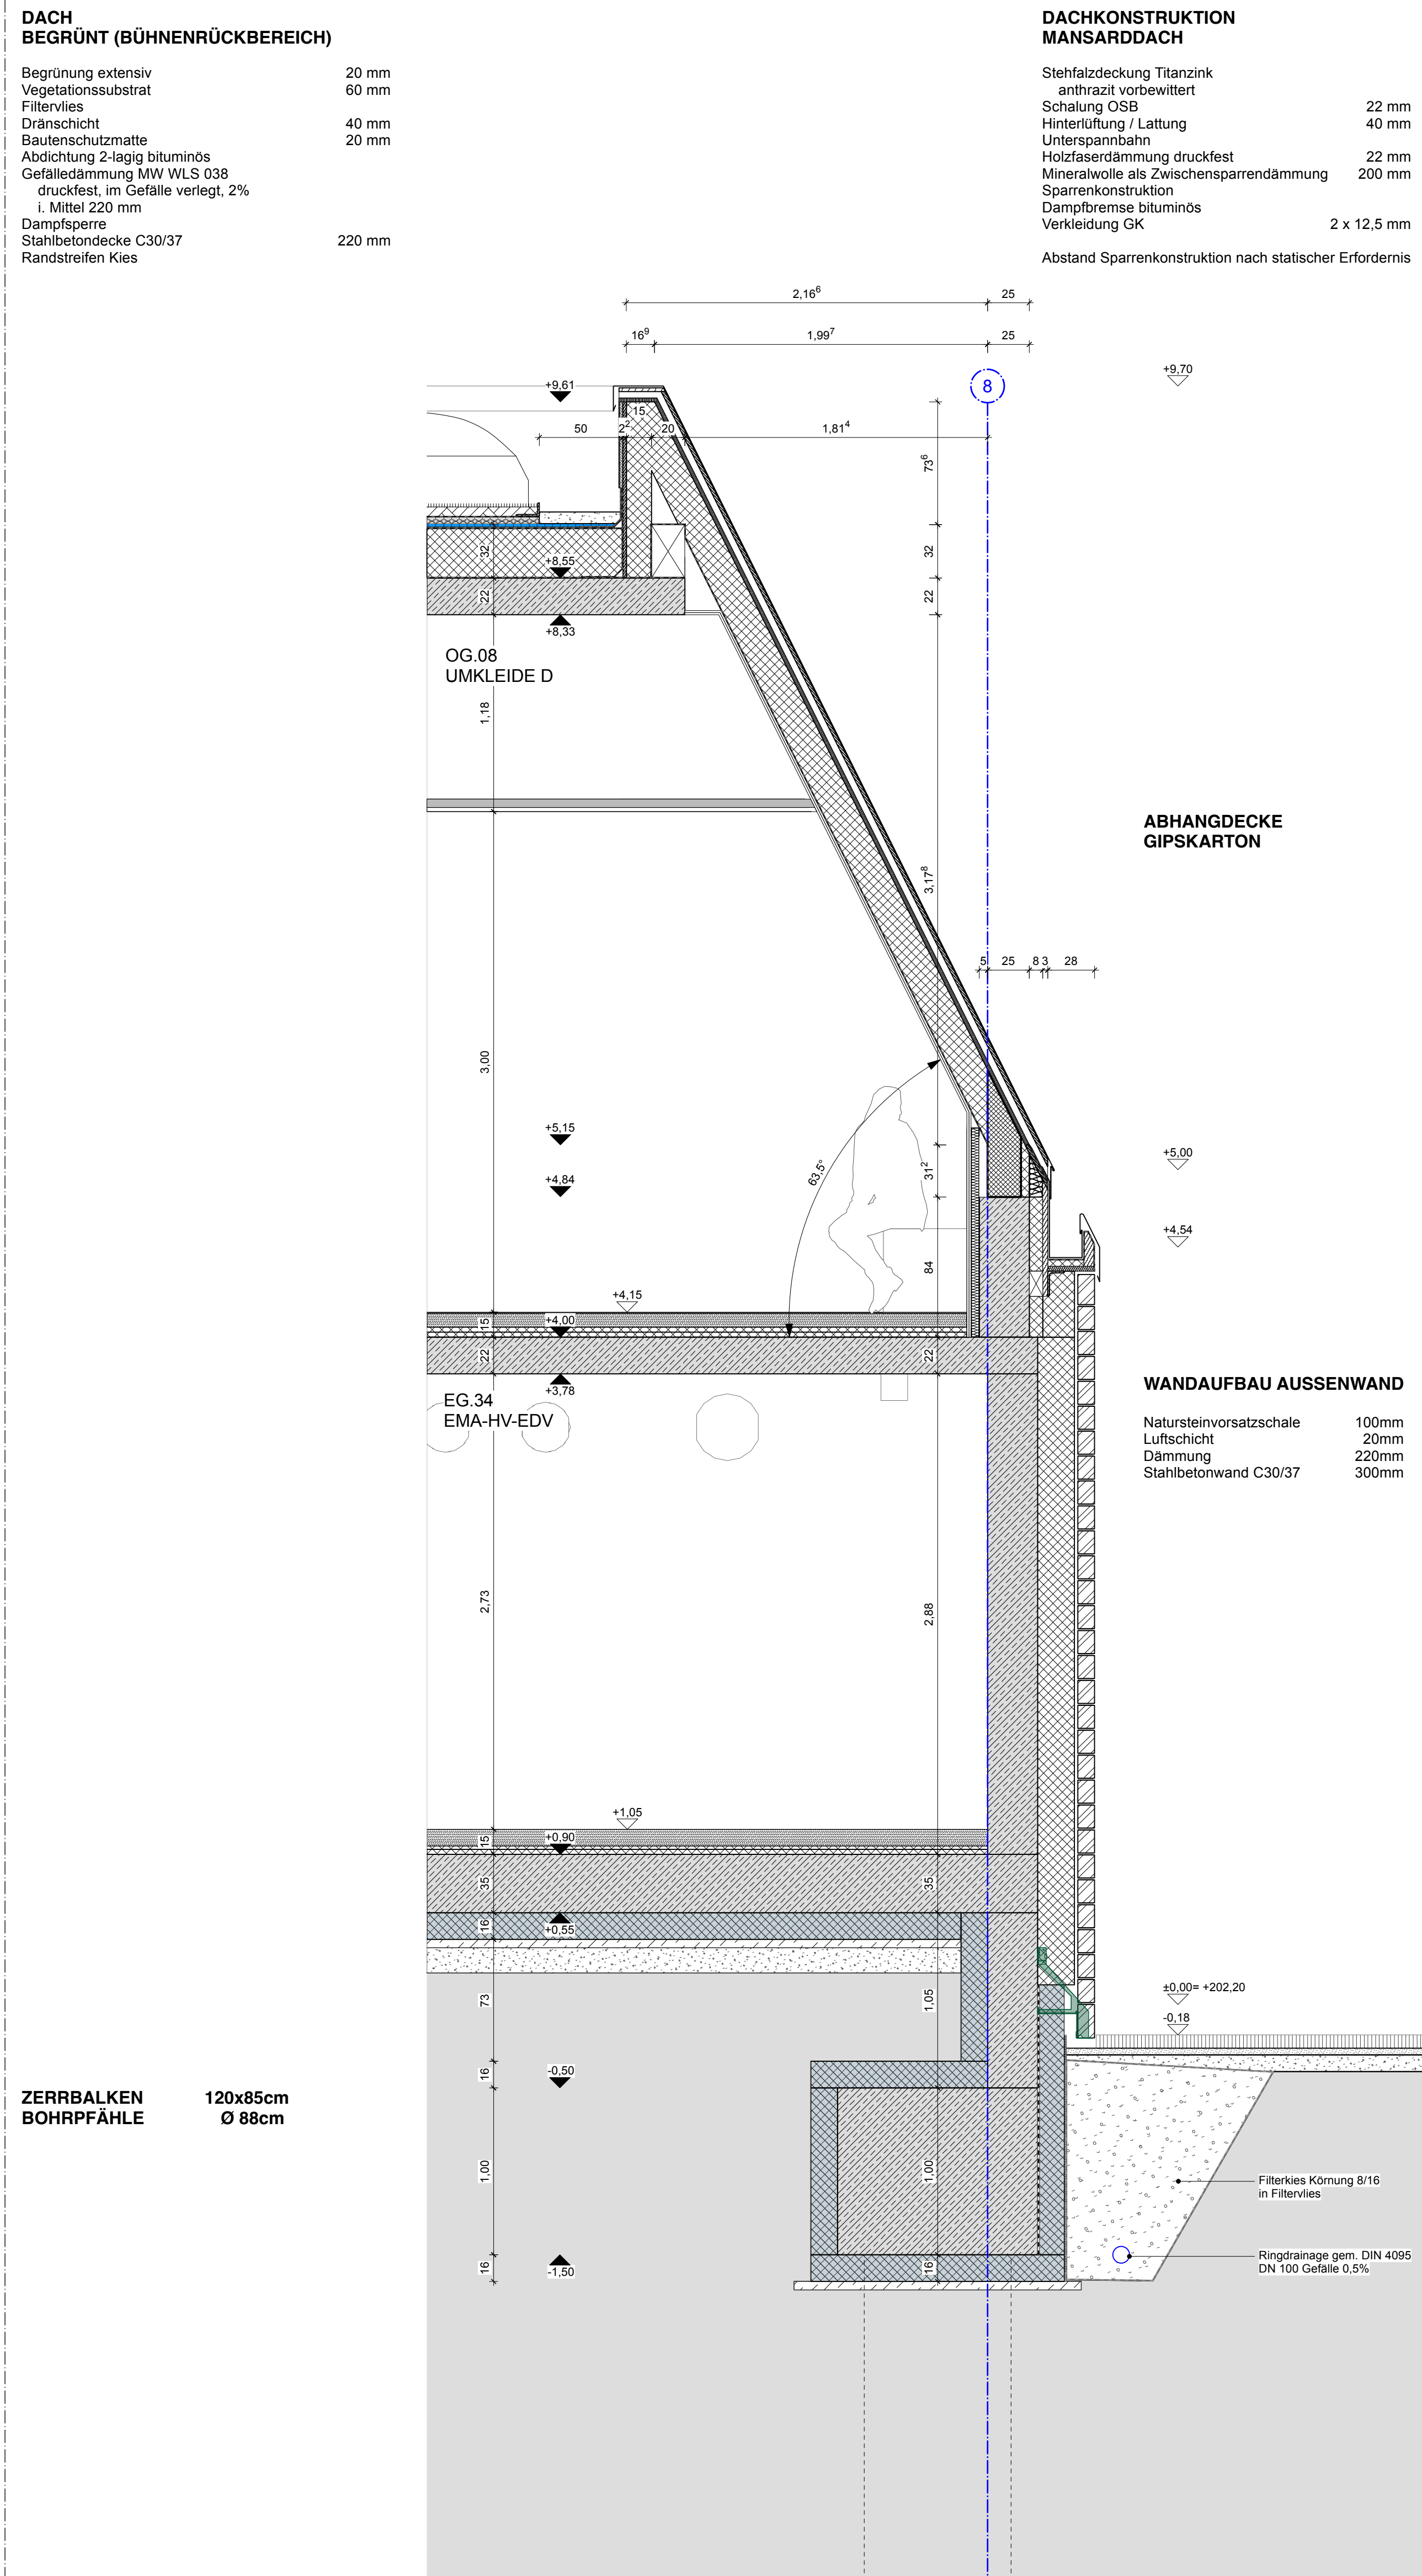 DACH
BEGRÜNT (BÜHNENRÜCKBEREICH)
Begrünung extensiv 20 mm
Vegetationssubstrat 60 mm
Filtervlies
Dränschicht 40 mm
Bautenschutzmatte 20 mm
Abdichtung 2-lagig bituminös
Gefälledämmung MW WLS 038
druckfest, im Gefälle verlegt, 2%
i. Mittel 220 mm
Dampfsperre
Stahlbetondecke C30/37 220 mm
Randstreifen Kies
DACHKONSTRUKTION
MANSARDDACH
Stehfalzdeckung Titanzink
anthrazit vorbewittert
Schalung OSB 22 mm
Hinterlüftung / Lattung 40 mm
Unterspannbahn
Holzfaserdämmung druckfest 22 mm
Mineralwolle als Zwischensparrendämmung 200 mm
Sparrenkonstruktion
Dampfbremse bituminös
Verkleidung GK 2 x 12,5 mm
Abstand Sparrenkonstruktion nach statischer Erfordernis
2,16⁶ 25
16⁹ 1,99⁷ 25
+9,70
+9,61
8
15
50 2² 20 1,81⁴
73⁶
32 32
+8,55
22 22
+8,33
OG.08
UMKLEIDE D
1,18
ABHANGDECKE
GIPSKARTON
3,17⁸
5 25 8 3 28
3,00
+5,15
+5,00
63,5°
31²
+4,84
+4,54
84
+4,15
15 +4,00
22 22
+3,78
EG.34
EMA-HV-EDV
WANDAUFBAU AUSSENWAND
Natursteinvorsatzschale 100mm
Luftschicht 20mm
Dämmung 220mm
Stahlbetonwand C30/37 300mm
2,73 2,88
+1,05
15 +0,90
35 35
16 +0,55
±0,00= +202,20
73 1,05
-0,18
16 -0,50
ZERRBALKEN 120x85cm
BOHRPFÄHLE Ø 88cm
1,00 1,00
Filterkies Körnung 8/16
in Filtervlies
Ringdrainage gem. DIN 4095
DN 100 Gefälle 0,5%
16 -1,50 16